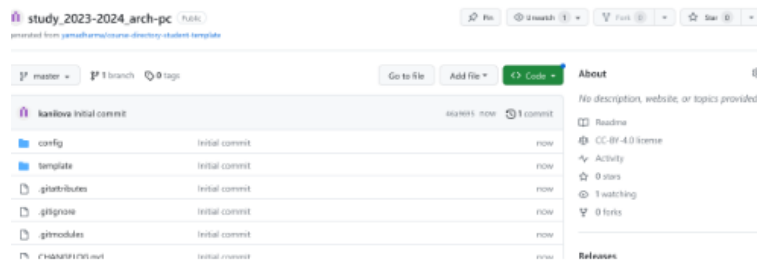 study_2023-2024_arch-pc Public
Pin Unwatch 1 Fork 0 Star 0
generated from yamadharma/course-directory-student-template
master 1 branch 0 tags Go to file Add file Code
About
No description, website, or topics provided
kanilova Initial commit now 1 commit
config Initial commit now
template Initial commit now
.gitattributes Initial commit now
.gitignore Initial commit now
.gitmodules Initial commit now
CHANGELOG.md Initial commit now
Readme
CC-BY-4.0 license
Activity
0 stars
1 watching
0 forks
Releases